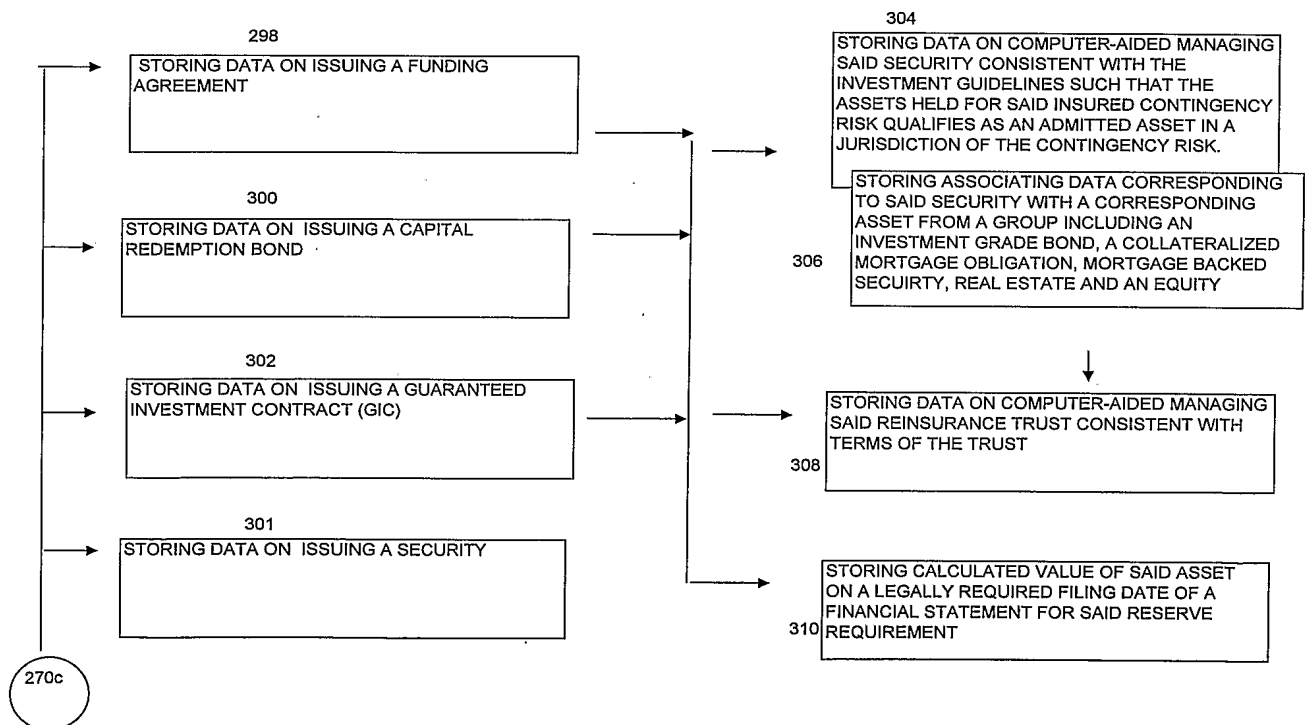 298
STORING DATA ON ISSUING A FUNDING
AGREEMENT
300
STORING DATA ON ISSUING A CAPITAL
REDEMPTION BOND
302
STORING DATA ON ISSUING A GUARANTEED
INVESTMENT CONTRACT (GIC)
301
STORING DATA ON ISSUING A SECURITY
270c
304
STORING DATA ON COMPUTER-AIDED MANAGING
SAID SECURITY CONSISTENT WITH THE
INVESTMENT GUIDELINES SUCH THAT THE
ASSETS HELD FOR SAID INSURED CONTINGENCY
RISK QUALIFIES AS AN ADMITTED ASSET IN A
JURISDICTION OF THE CONTINGENCY RISK.
306
STORING ASSOCIATING DATA CORRESPONDING
TO SAID SECURITY WITH A CORRESPONDING
ASSET FROM A GROUP INCLUDING AN
INVESTMENT GRADE BOND, A COLLATERALIZED
MORTGAGE OBLIGATION, MORTGAGE BACKED
SECUIRTY, REAL ESTATE AND AN EQUITY
308
STORING DATA ON COMPUTER-AIDED MANAGING
SAID REINSURANCE TRUST CONSISTENT WITH
TERMS OF THE TRUST
310
STORING CALCULATED VALUE OF SAID ASSET
ON A LEGALLY REQUIRED FILING DATE OF A
FINANCIAL STATEMENT FOR SAID RESERVE
REQUIREMENT